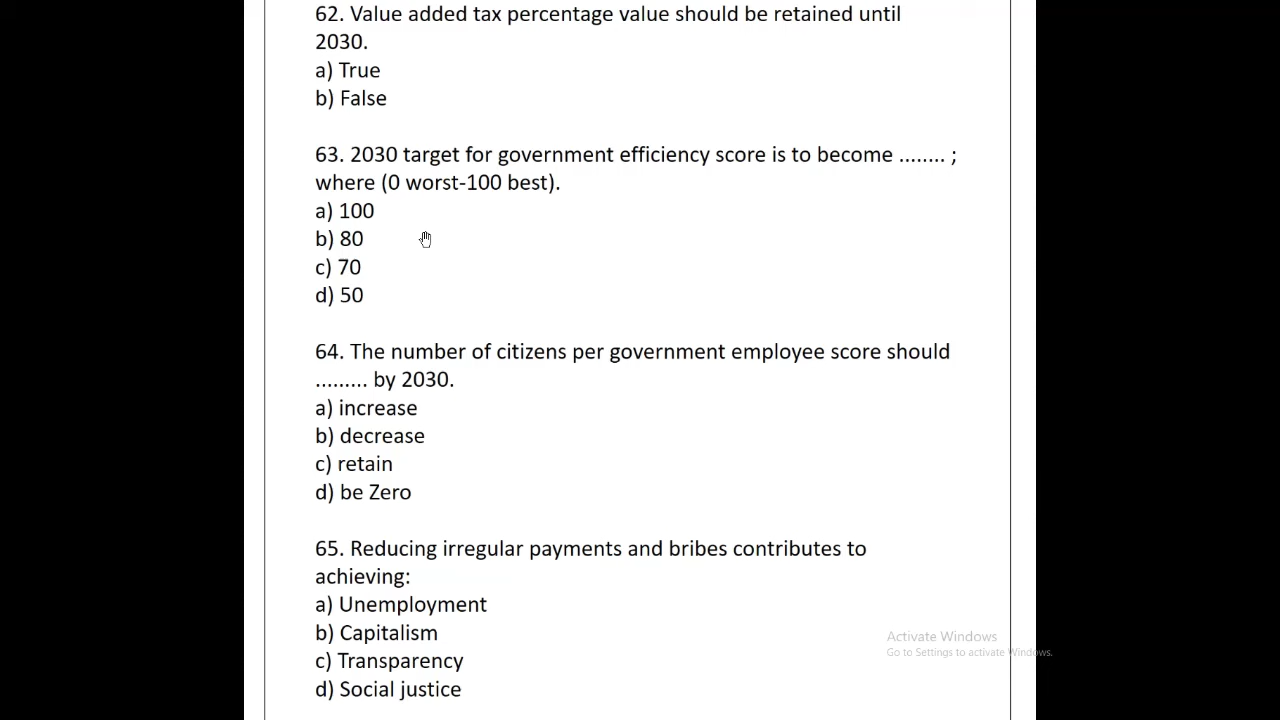 62. Value added tax percentage value should be retained until
2030.
a) True
b) False
63. 2030 target for government efficiency score is to become ........ ;
where (0 worst-100 best).
a) 100
b) 80
c) 70
d) 50
64. The number of citizens per government employee score should
......... by 2030.
a) increase
b) decrease
c) retain
d) be Zero
65. Reducing irregular payments and bribes contributes to
achieving:
a) Unemployment
b) Capitalism
c) Transparency
d) Social justice
Activate Windows
Go to Settings to activate Windows.